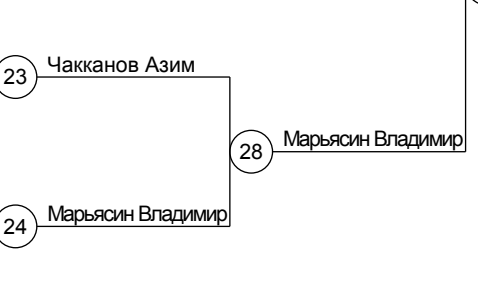 23 Чакканов Азим
28 Марьясин Владимир
24 Марьясин Владимир